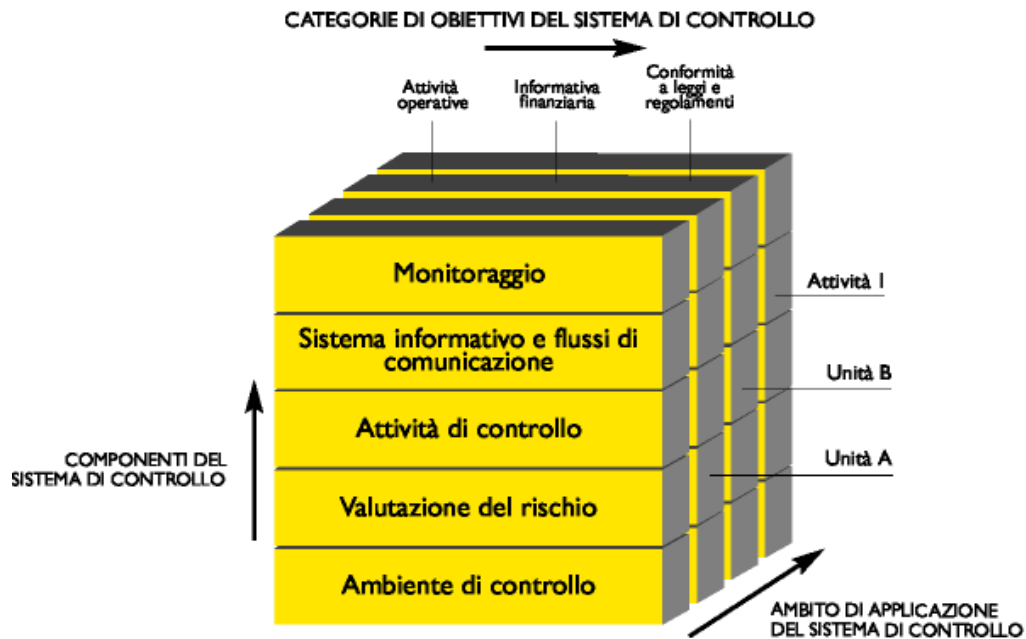 CATEGORIE DI OBIETTIVI DEL SISTEMA DI CONTROLLO
Attività
operative
Informativa
finanziaria
Conformità
a leggi e
regolamenti
Monitoraggio
Sistema informativo e flussi di
comunicazione
Attività di controllo
Valutazione del rischio
Ambiente di controllo
Attività 1
Unità B
Unità A
COMPONENTI DEL
SISTEMA DI CONTROLLO
AMBITO DI APPLICAZIONE
DEL SISTEMA DI CONTROLLO